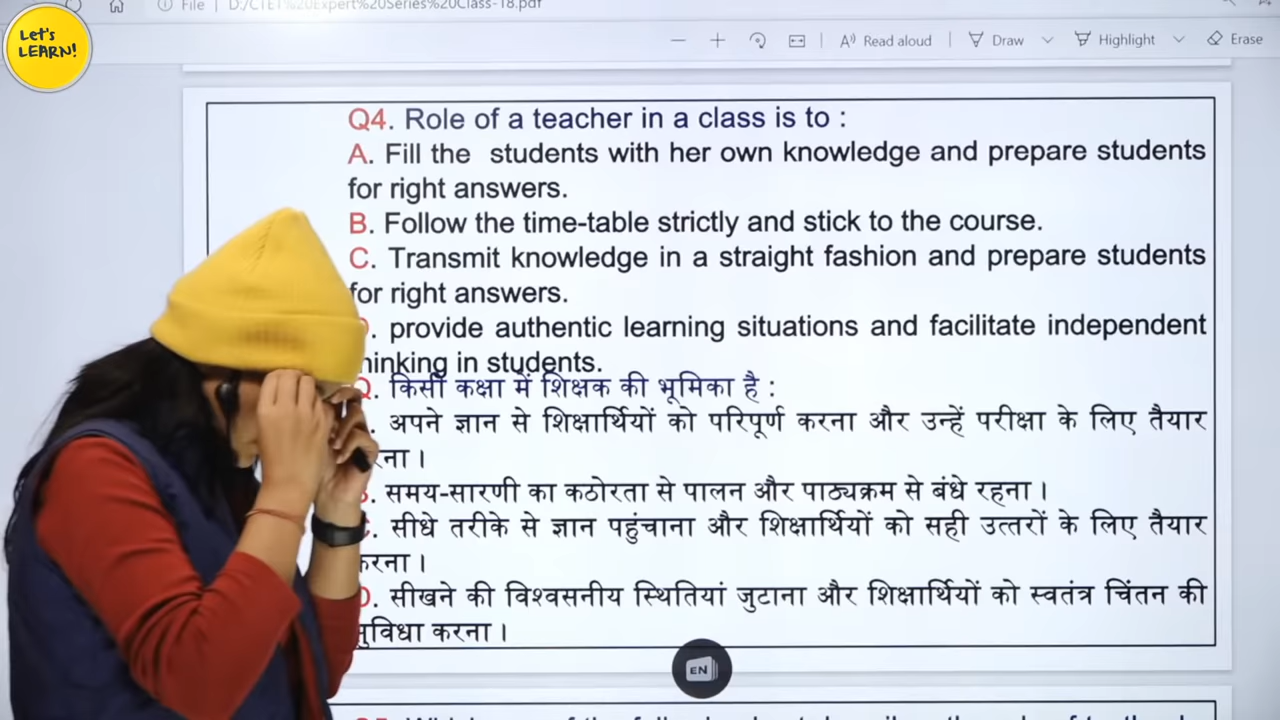 Let's
LEARN!
File | D:/CTET%20Expert%20Series%20Class-18.pdf
Read aloud
Draw
Highlight
Erase
Q4. Role of a teacher in a class is to :
A. Fill the students with her own knowledge and prepare students
for right answers.
B. Follow the time-table strictly and stick to the course.
C. Transmit knowledge in a straight fashion and prepare students
for right answers.
. provide authentic learning situations and facilitate independent
hinking in students.
Q. किसी कक्षा में शिक्षक की भूमिका है :
. अपने ज्ञान से शिक्षार्थियों को परिपूर्ण करना और उन्हें परीक्षा के लिए तैयार
रना ।
. समय-सारणी का कठोरता से पालन और पाठ्यक्रम से बंधे रहना ।
. सीधे तरीके से ज्ञान पहुंचाना और शिक्षार्थियों को सही उत्तरों के लिए तैयार
करना ।
D. सीखने की विश्वसनीय स्थितियां जुटाना और शिक्षार्थियों को स्वतंत्र चिंतन की
सुविधा करना ।
EN